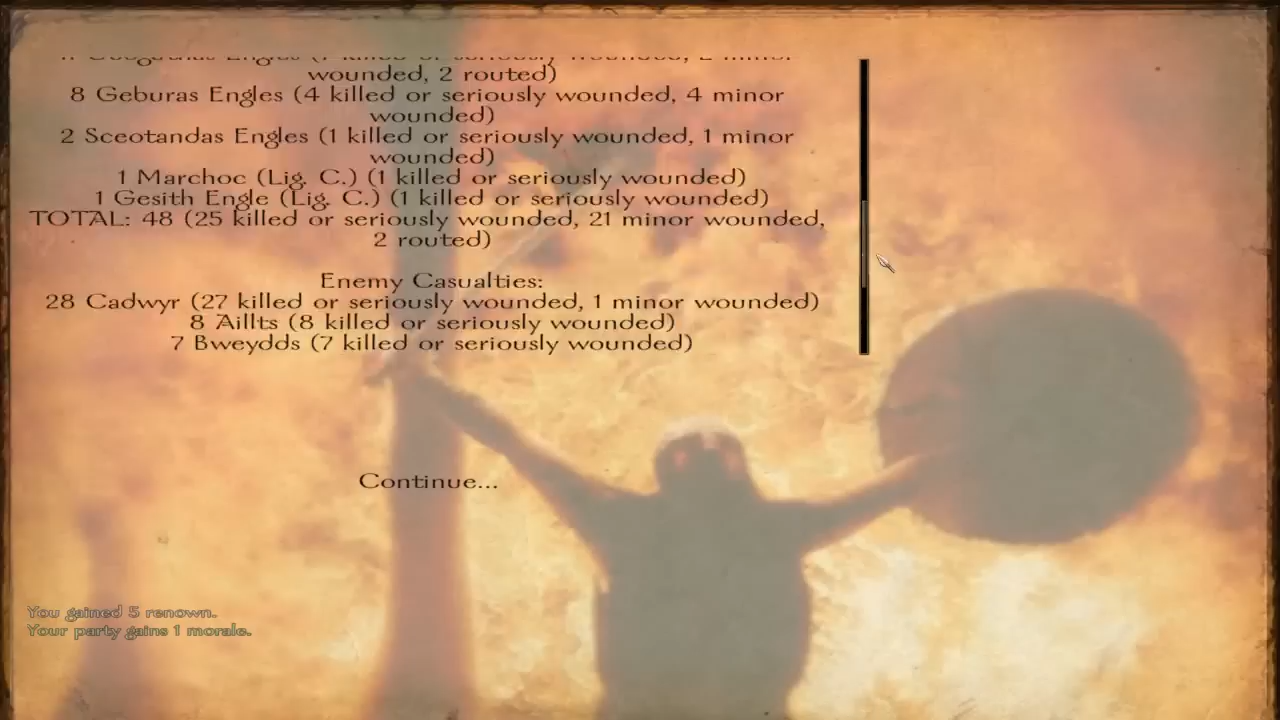 wounded, 2 routed)
8 Geburas Engles (4 killed or seriously wounded, 4 minor
wounded)
2 Sceotandas Engles (1 killed or seriously wounded, 1 minor
wounded)
1 Marchoc (Lig. C.) (1 killed or seriously wounded)
1 Gesith Engle (Lig. C.) (1 killed or seriously wounded)
TOTAL: 48 (25 killed or seriously wounded, 21 minor wounded,
2 routed)
Enemy Casualties:
28 Cadwyr (27 killed or seriously wounded, 1 minor wounded)
8 Aillts (8 killed or seriously wounded)
7 Bweydds (7 killed or seriously wounded)
Continue...
You gained 5 renown.
Your party gains 1 morale.